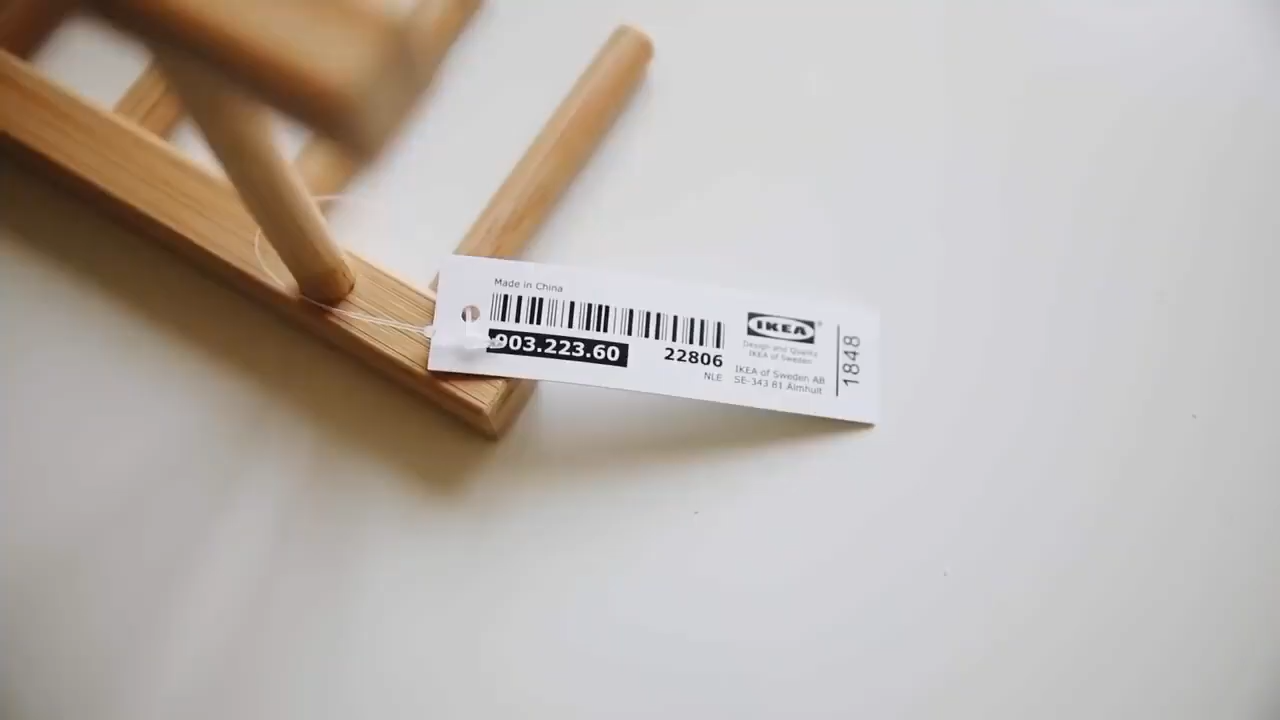 Made in China
903.223.60
22806
NLE
IKEA
Design and Quality
IKEA of Sweden
IKEA of Sweden AB
SE-343 81 Älmhult
1848